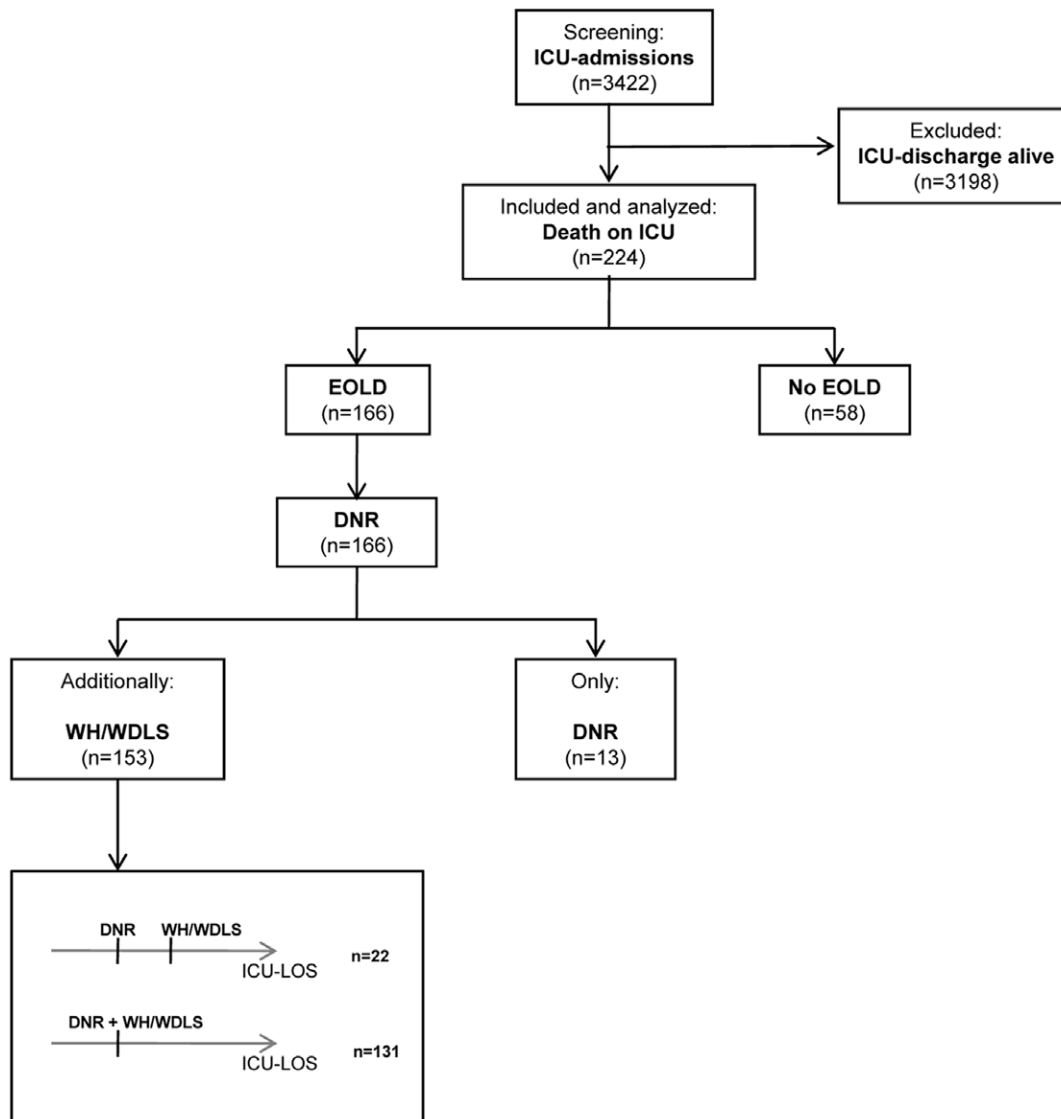 Screening:
ICU-admissions
(n=3422)
Excluded:
ICU-discharge alive
(n=3198)
Included and analyzed:
Death on ICU
(n=224)
EOLD
(n=166)
No EOLD
(n=58)
DNR
(n=166)
Additionally:
WH/WDLS
(n=153)
Only:
DNR
(n=13)
DNR WH/WDLS
ICU-LOS
n=22
DNR + WH/WDLS
ICU-LOS
n=131